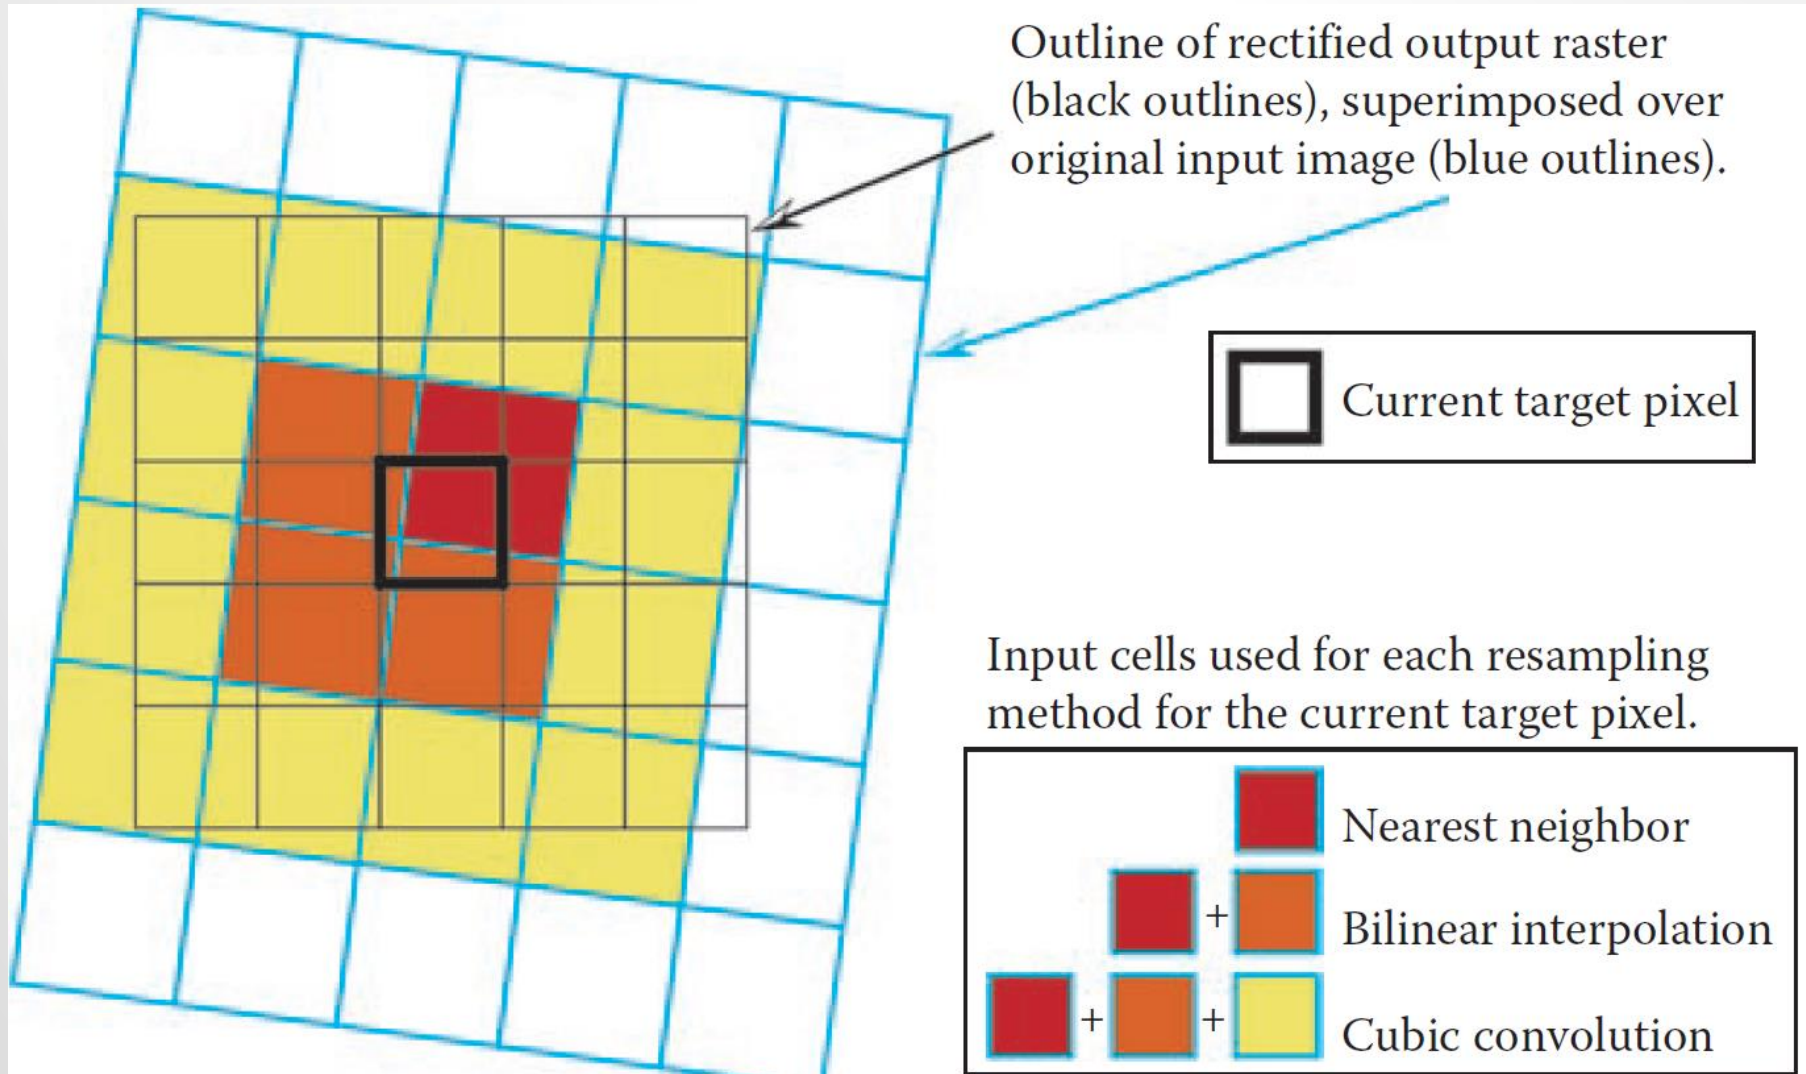 Outline of rectified output raster
(black outlines), superimposed over
original input image (blue outlines).
Current target pixel
Input cells used for each resampling
method for the current target pixel.
Nearest neighbor
+ Bilinear interpolation
+ + Cubic convolution